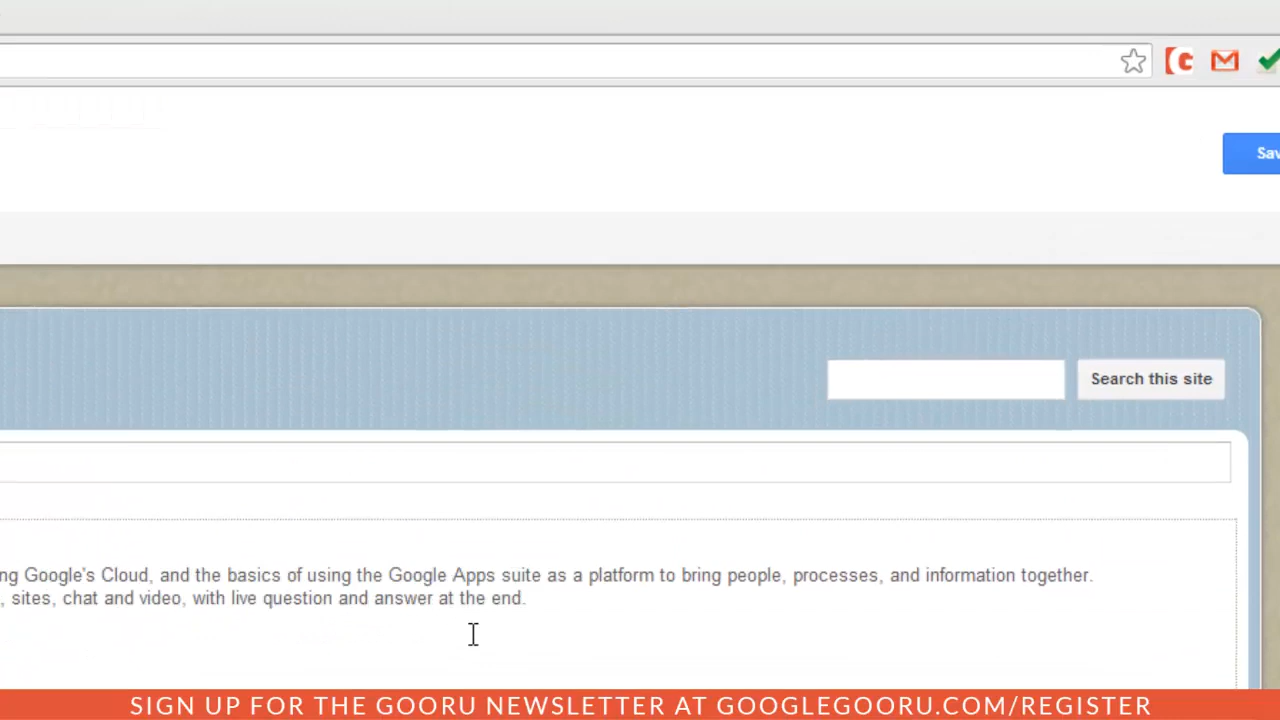 Sav
Search this site
ng Google's Cloud, and the basics of using the Google Apps suite as a platform to bring people, processes, and information together.
, sites, chat and video, with live question and answer at the end.
SIGN UP FOR THE GOORU NEWSLETTER AT GOOGLEGOORU.COM/REGISTER